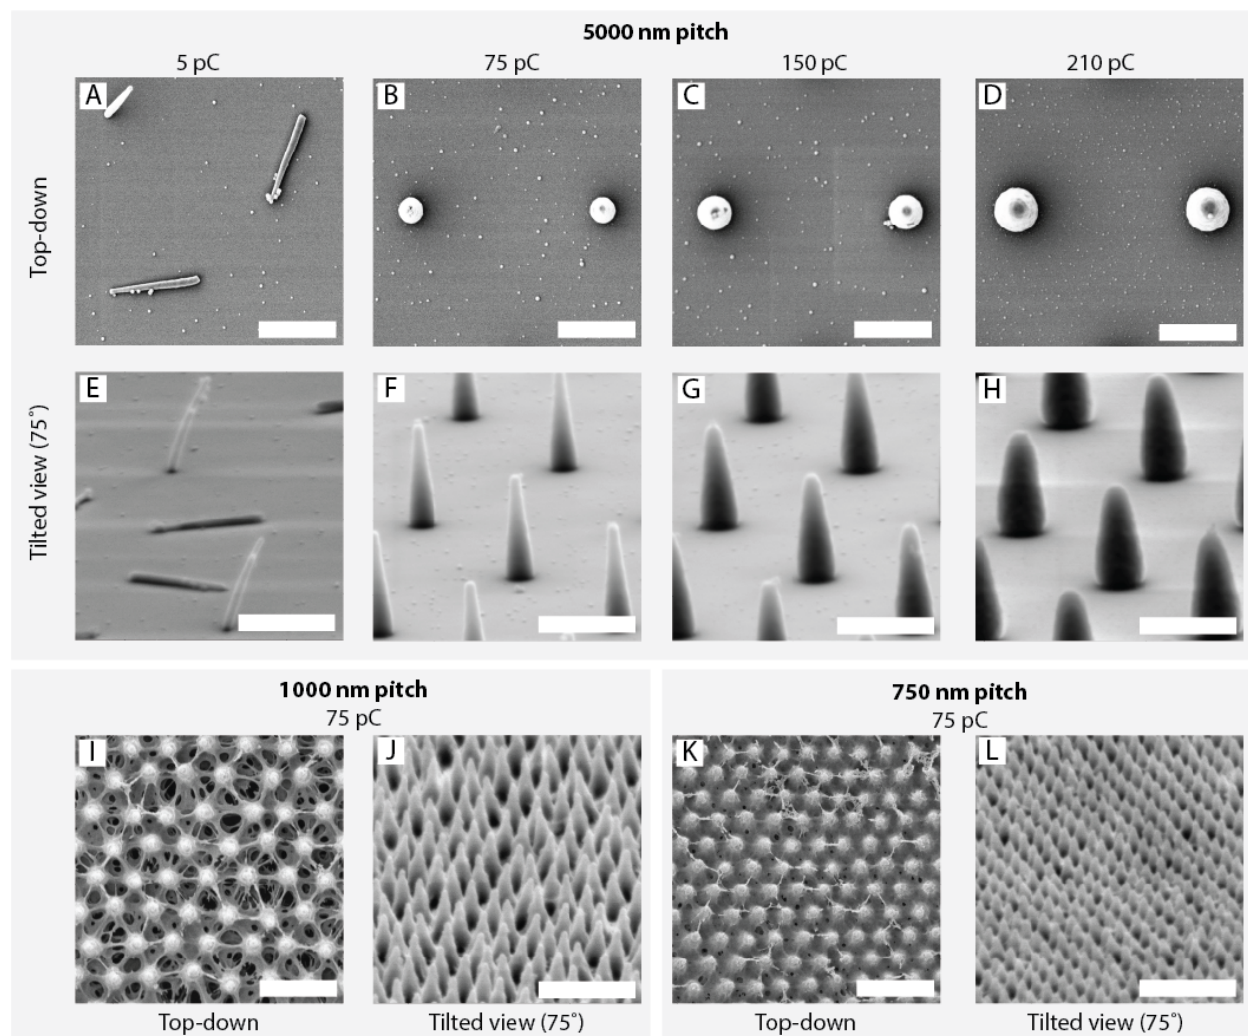 5000 nm pitch
5 pC 75 pC 150 pC 210 pC
Top-down
A B C D
Tilted view (75˚)
E F G H
1000 nm pitch 750 nm pitch
75 pC 75 pC
I J K L
Top-down Tilted view (75˚) Top-down Tilted view (75˚)